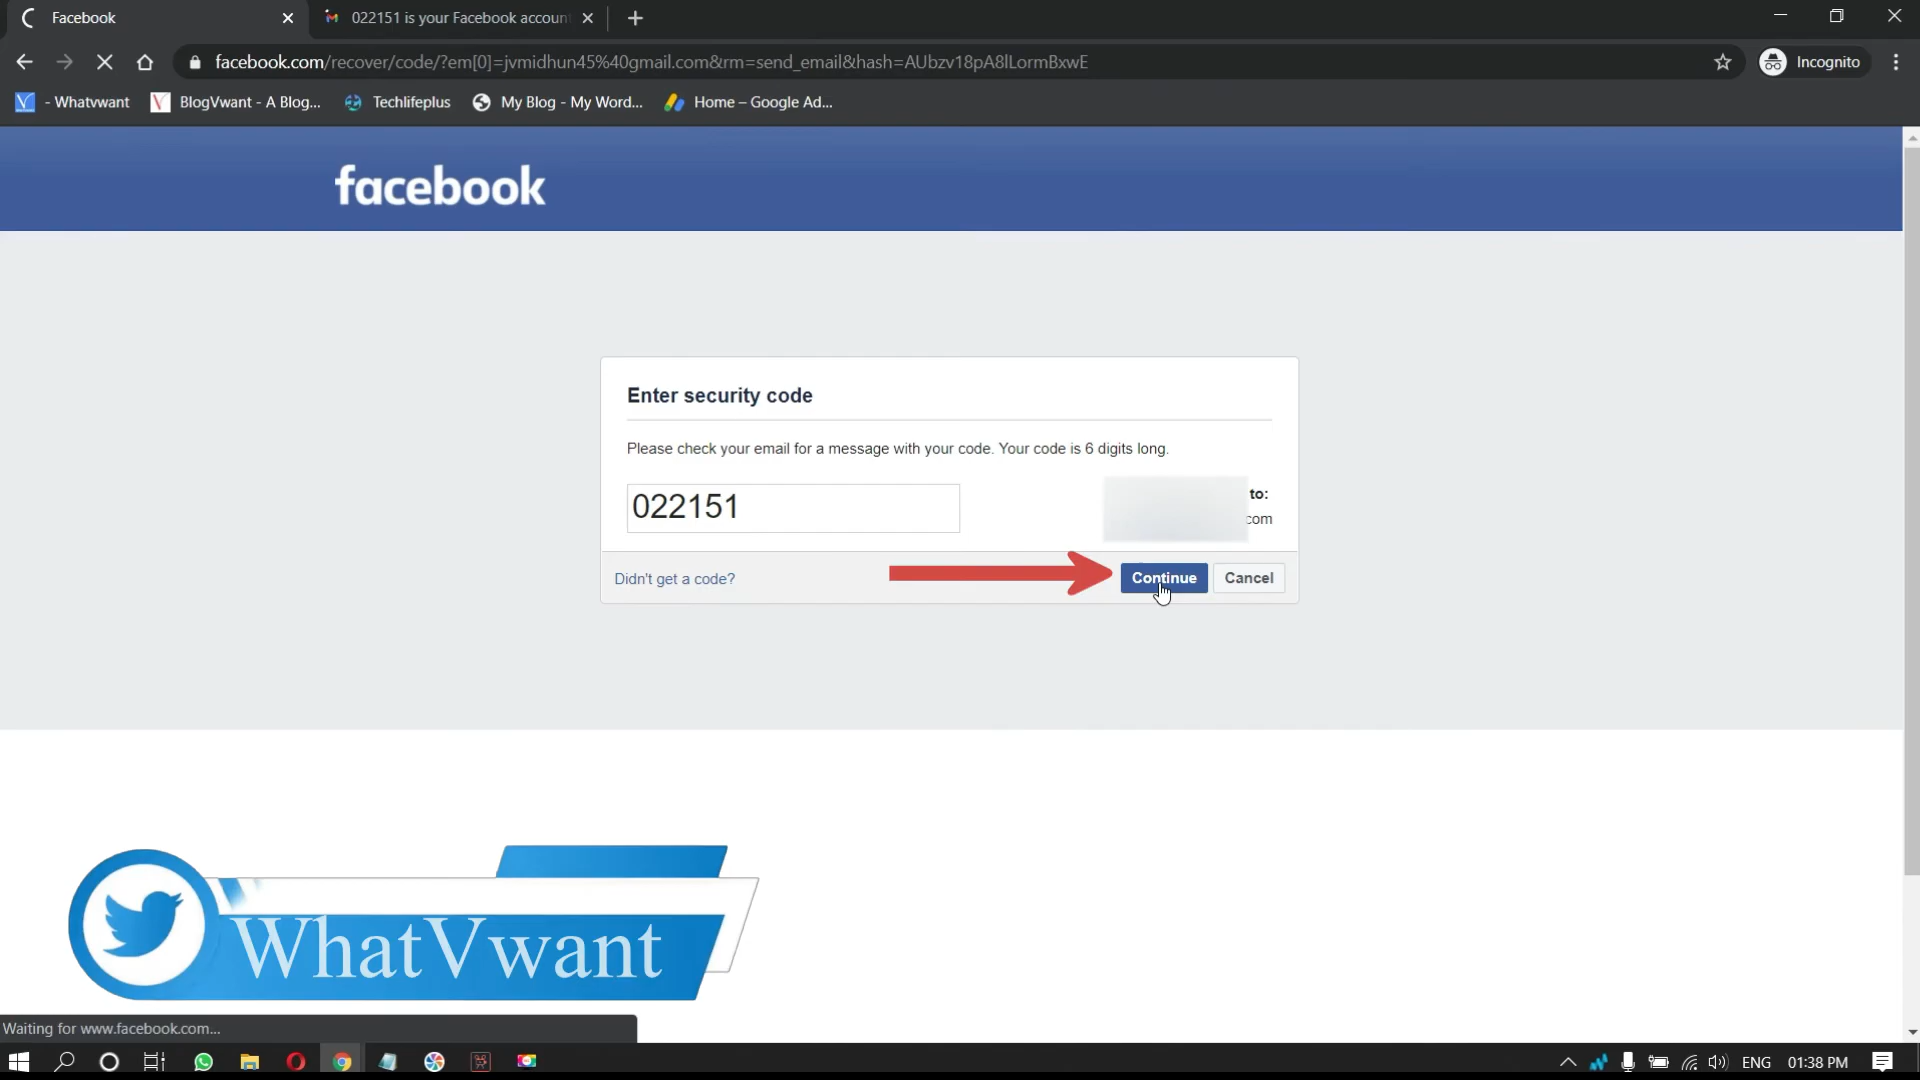 Facebook
022151 is your Facebook accoun
facebook.com/recover/code/?em[0]=jvmidhun45%40gmail.com&rm=send_email&hash=AUbzv18pA8lLormBxwE
Incognito
- Whatvwant
BlogVwant - A Blog...
Techlifeplus
My Blog - My Word...
Home – Google Ad...
facebook
Enter security code
Please check your email for a message with your code. Your code is 6 digits long.
022151
to:
com
Didn't get a code?
Continue
Cancel
WhatVwant
Waiting for www.facebook.com...
ENG
01:38 PM